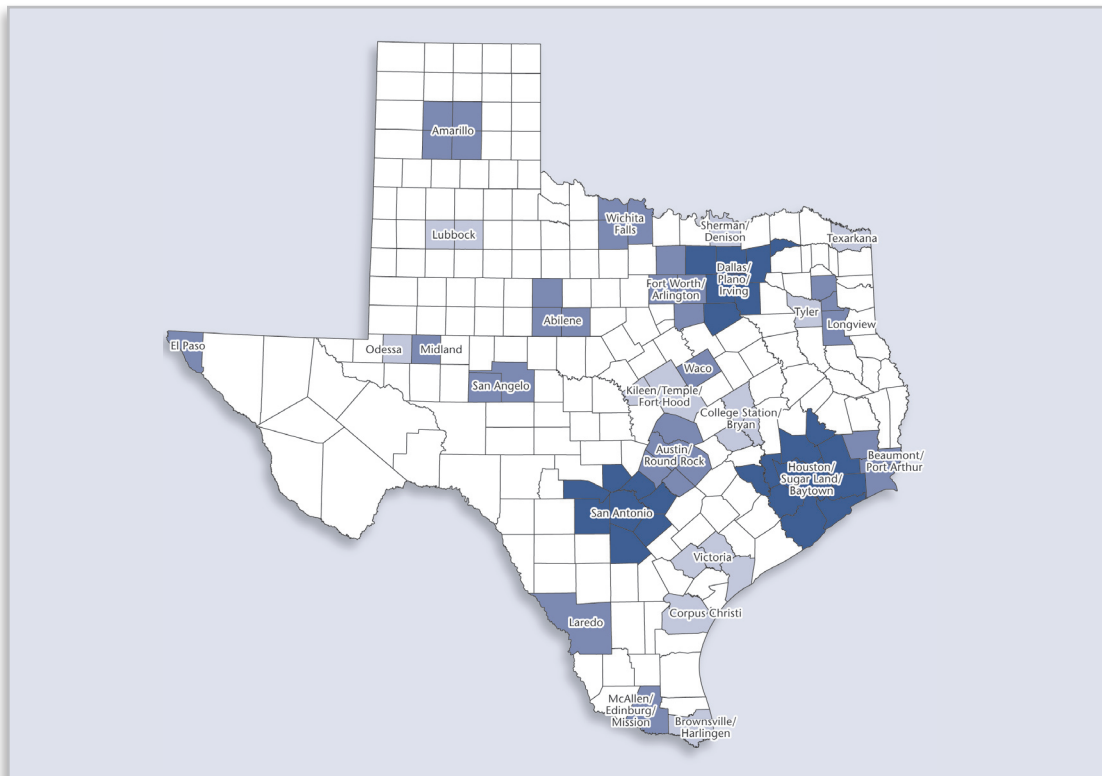 Amarillo
Lubbock
Wichita
Falls
Sherman/
Denison
Texarkana
Dallas/
Plano/
Irving
Fort Worth/
Arlington
Tyler
Longview
Abilene
El Paso
Odessa
Midland
San Angelo
Waco
Kileen/Temple/
Fort Hood
College Station/
Bryan
Austin/
Round Rock
Beaumont/
Port Arthur
Houston/
Sugar Land/
Baytown
San Antonio
Victoria
Corpus Christi
Laredo
McAllen/
Edinburg/
Mission
Brownsville/
Harlingen